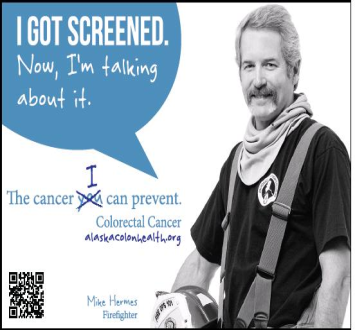 I GOT SCREENED.
Now, I'm talking
about it.
I
The cancer you can prevent.
Colorectal Cancer
alaskacolonhealth.org
Mike Hermes
Firefighter